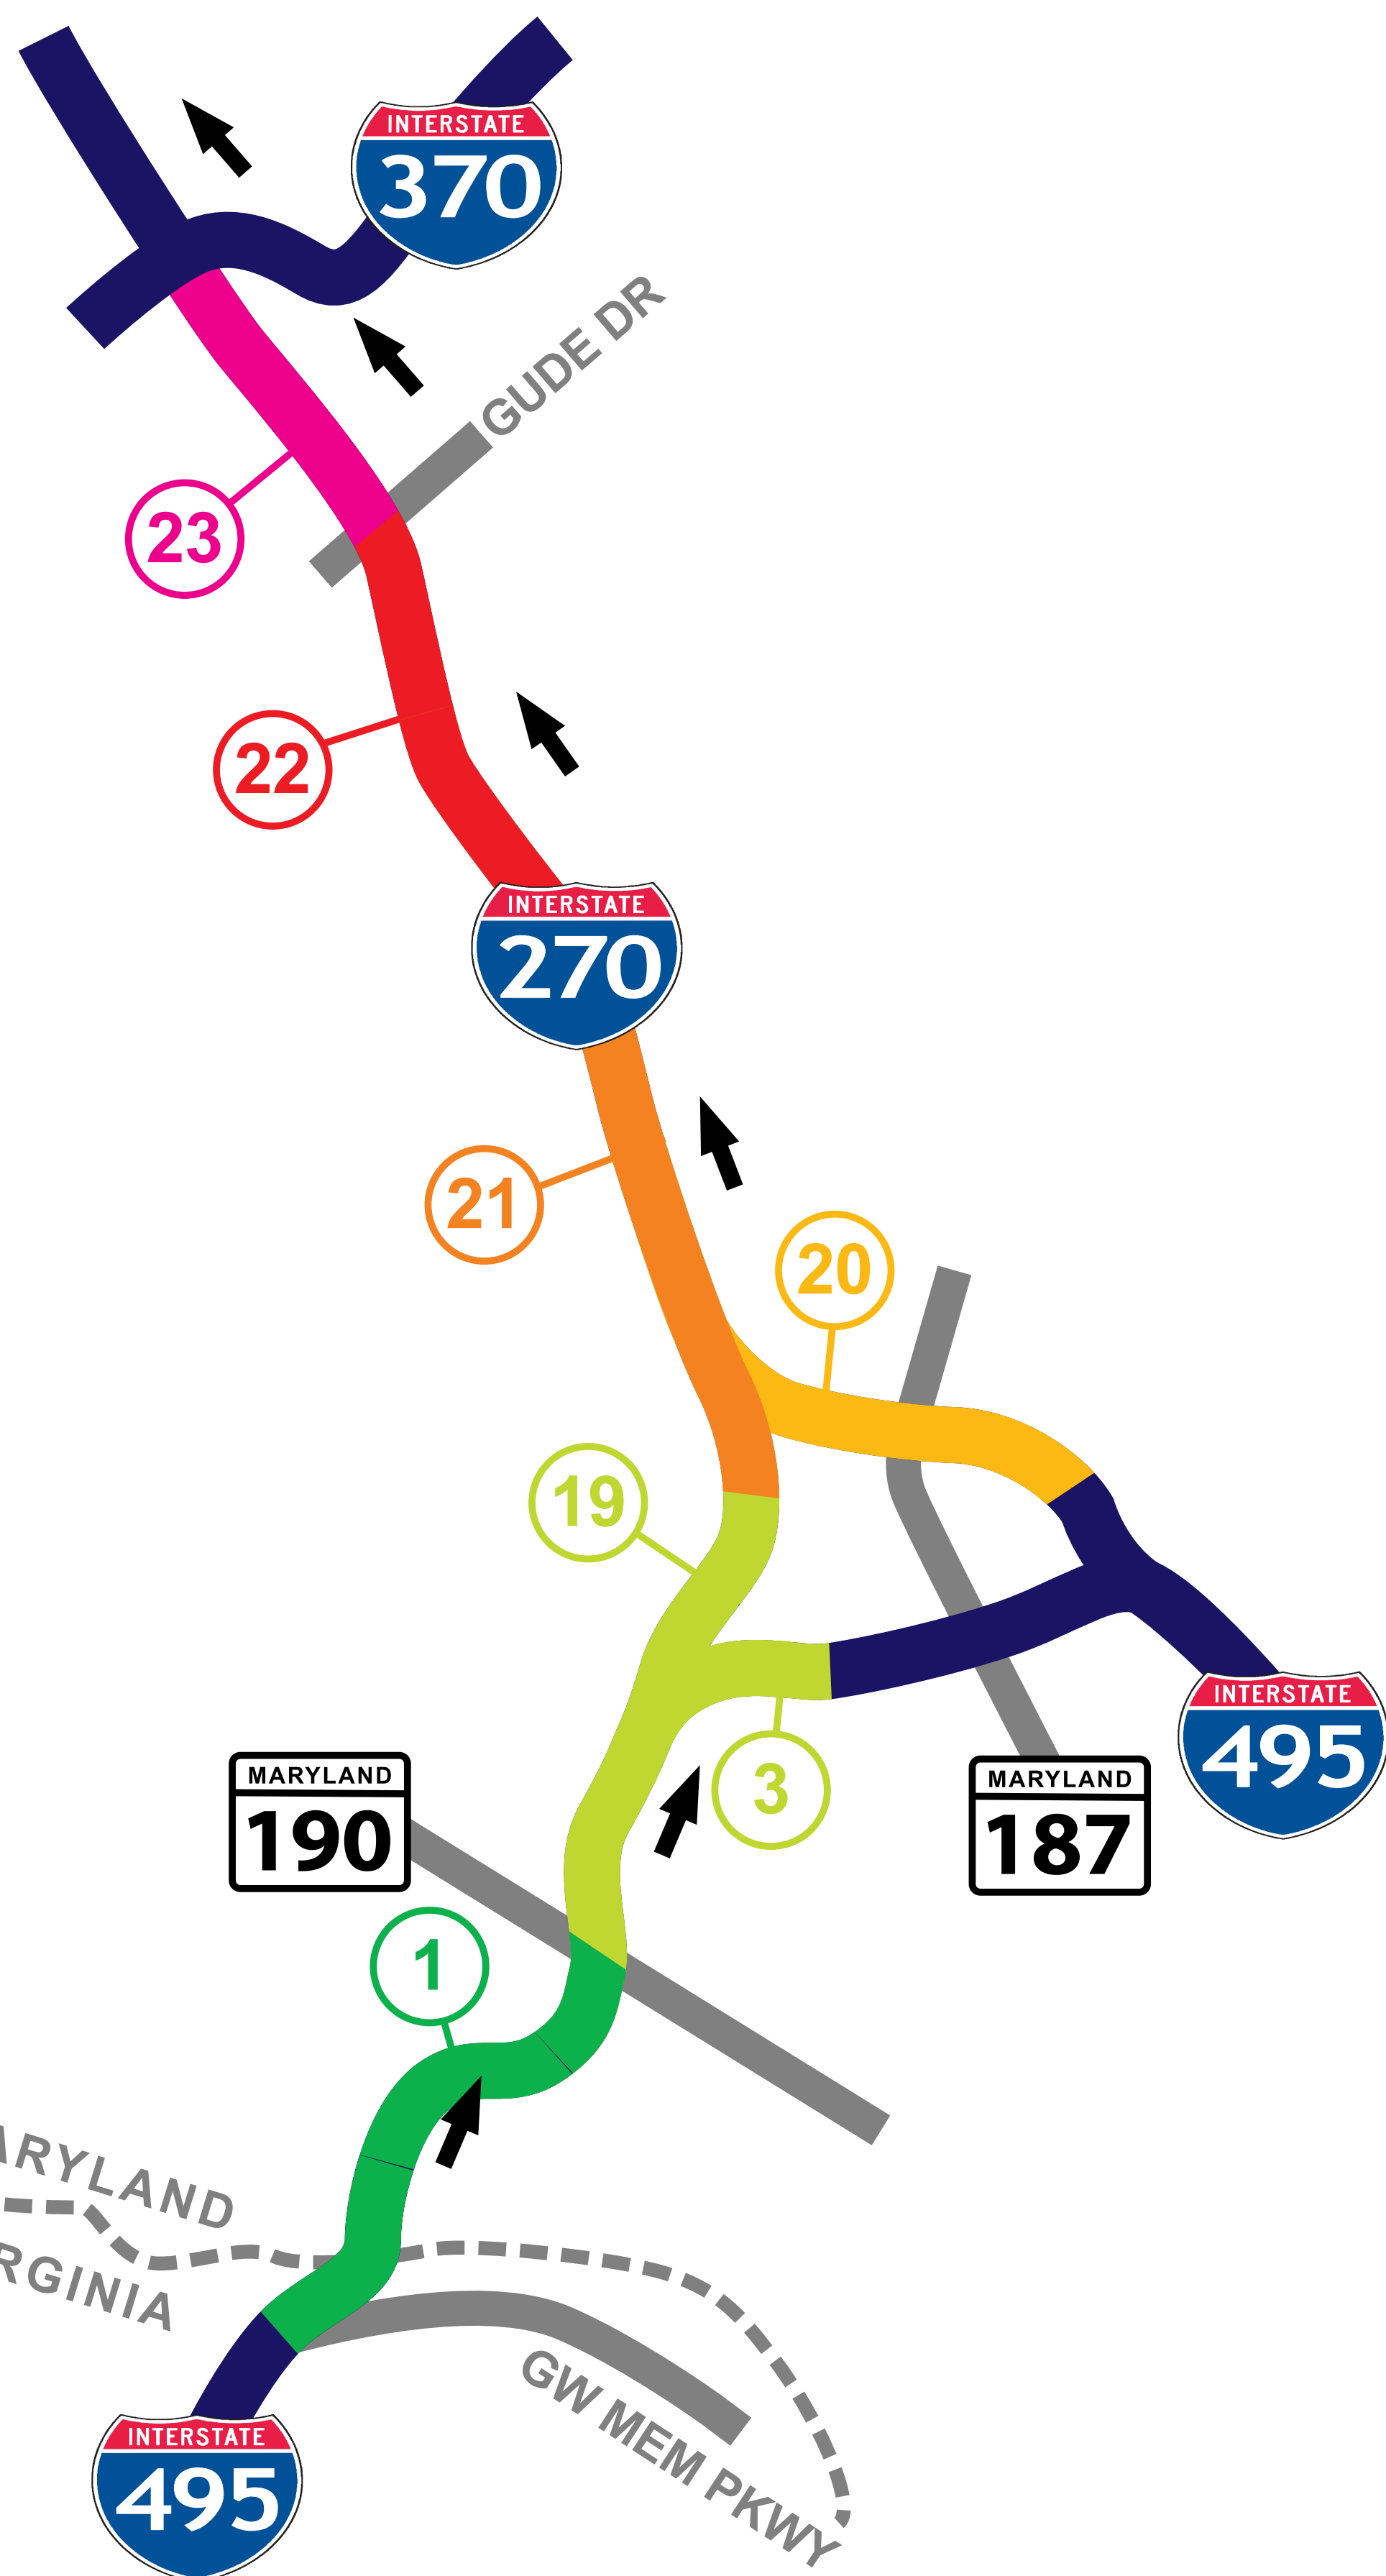 INTERSTATE
370
GUDE DR
23
22
INTERSTATE
270
21
20
19
INTERSTATE
495
3
MARYLAND
190
MARYLAND
187
1
ARYLAND
RGINIA
GW MEM PKWY
INTERSTATE
495